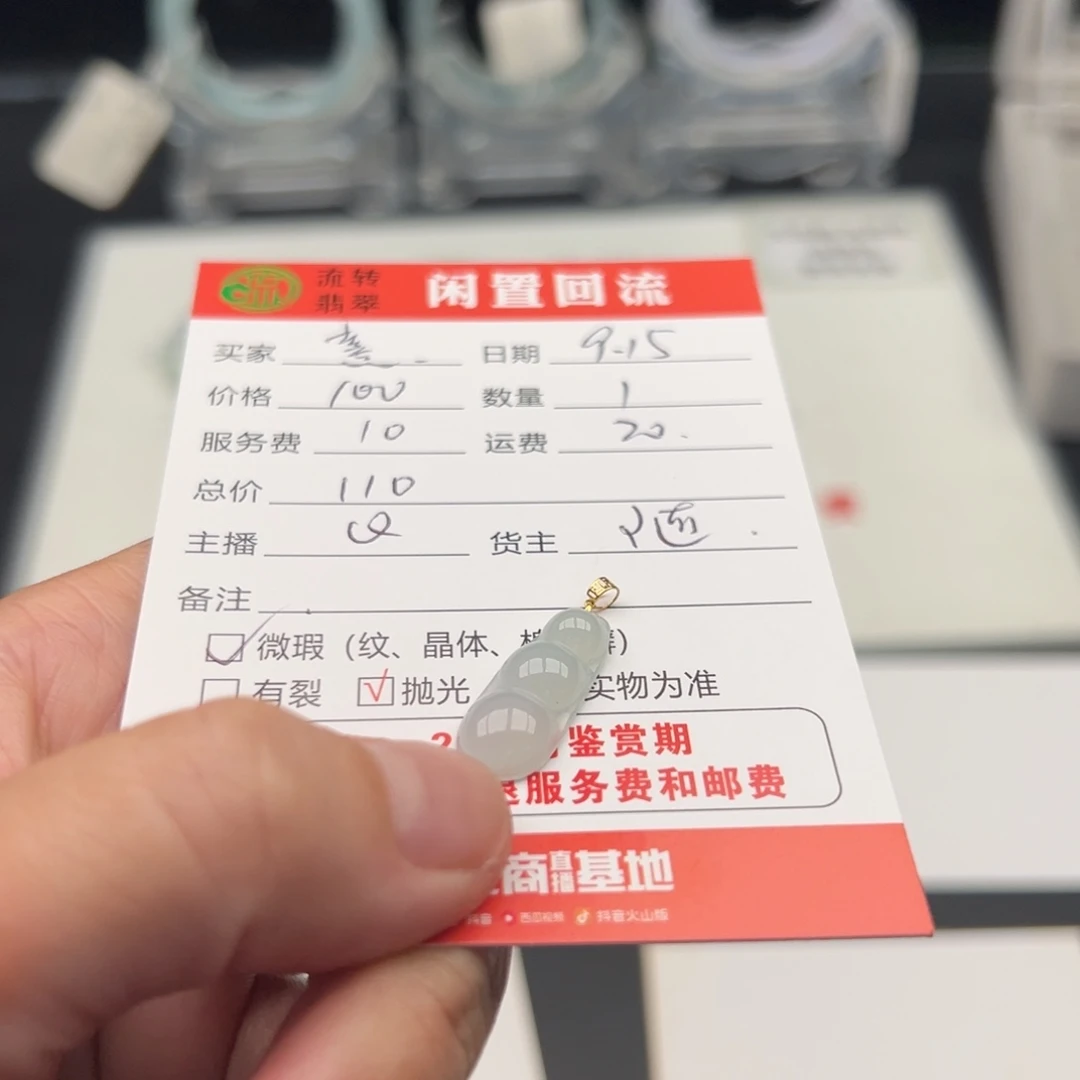 流转翡翠 闲置回流
买家 日期 9.15
价格 100 数量 1
服务费 10 运费 20.
总价 110
主播 货主
备注
微瑕（纹、晶体、
有裂 抛光 实物为准
鉴赏期
服务费和邮费
商直播基地
抖音 西瓜视频 抖音火山版